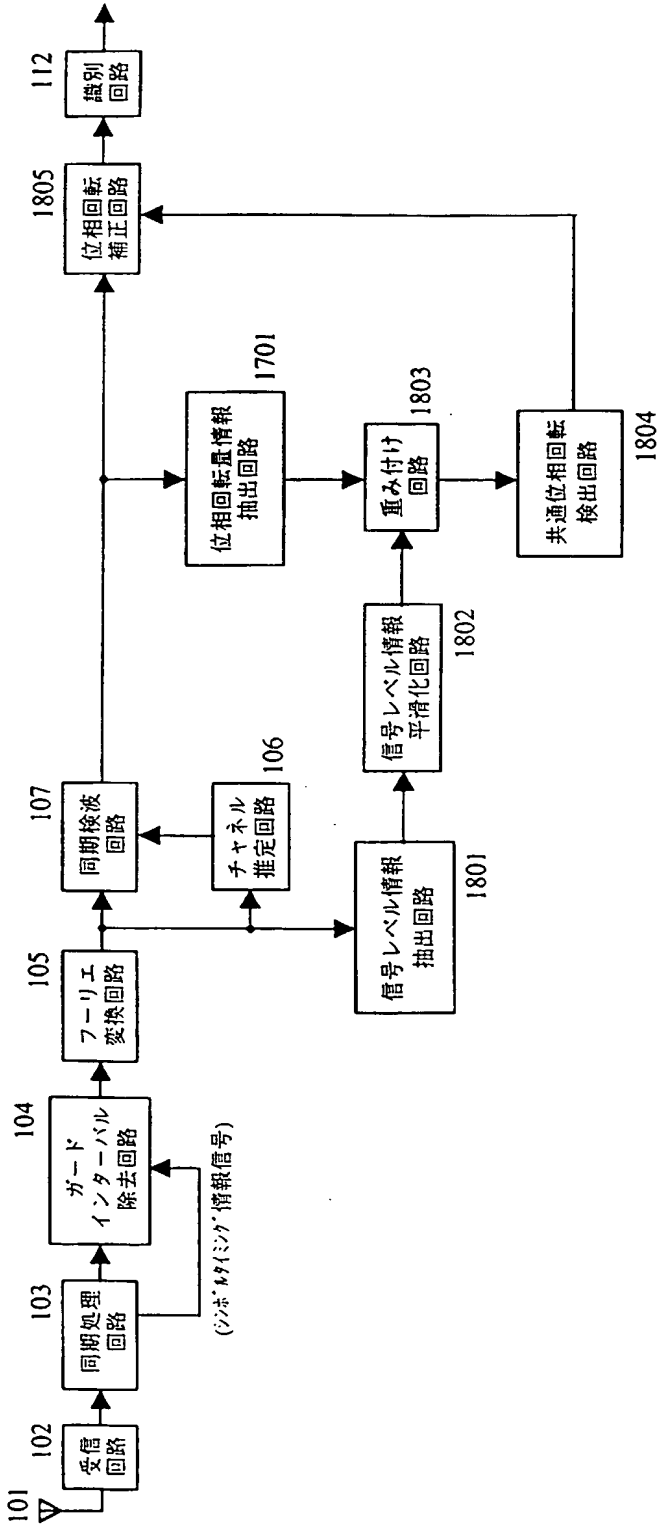 101
102
受信
回路
103
同期処理
回路
(シンボルタイミング情報信号)
104
ガード
インターバル
除去回路
105
フーリエ
変換回路
107
同期検波
回路
106
チャネル
推定回路
1801
信号レベル情報
抽出回路
1802
信号レベル情報
平滑化回路
1701
位相回転量情報
抽出回路
1803
重み付け
回路
1804
共通位相回転
検出回路
1805
位相回転
補正回路
112
識別
回路